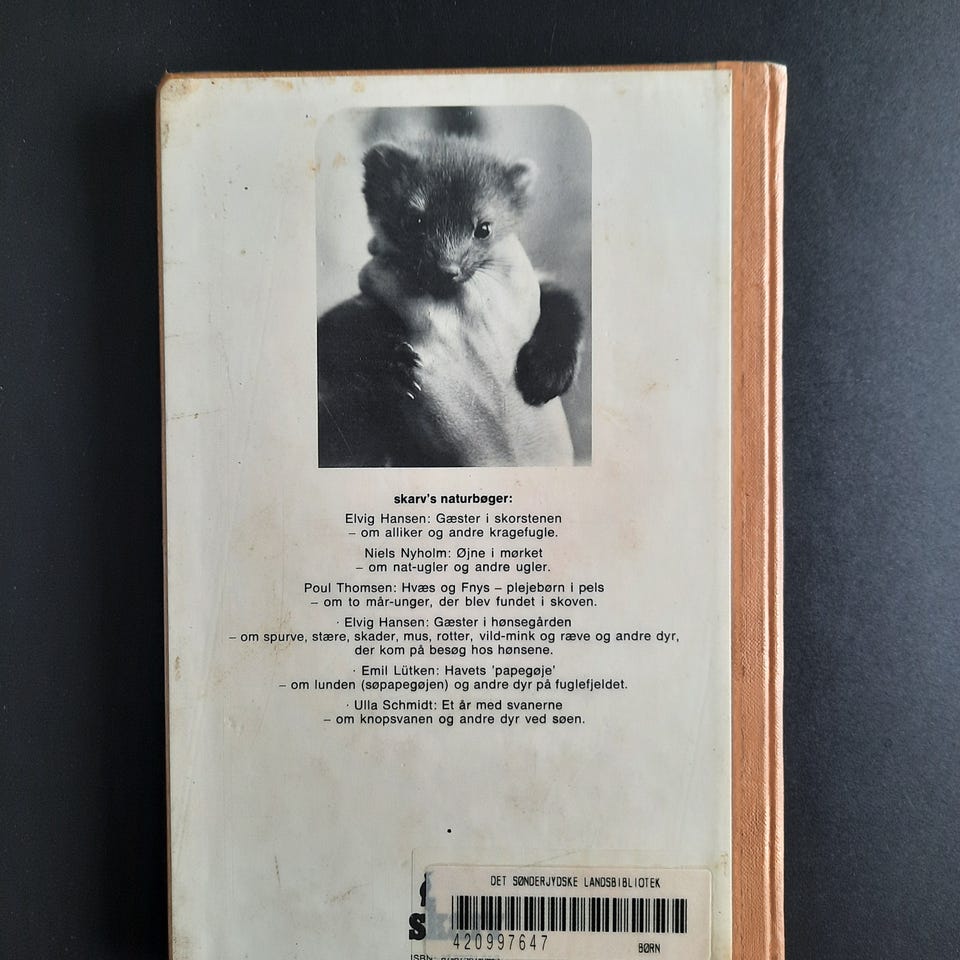 skarv's naturbøger:
Elvig Hansen: Gæster i skorstenen
– om alliker og andre kragefugle.
Niels Nyholm: Øjne i mørket
– om nat-ugler og andre ugler.
Poul Thomsen: Hvæs og Fnys – plejebørn i pels
– om to mår-unger, der blev fundet i skoven.
· Elvig Hansen: Gæster i hønsegården
– om spurve, stære, skader, mus, rotter, vild-mink og ræve og andre dyr,
der kom på besøg hos hønsene.
· Emil Lütken: Havets 'papegøje'
– om lunden (søpapegøjen) og andre dyr på fuglefjeldet.
· Ulla Schmidt: Et år med svanerne
– om knopsvanen og andre dyr ved søen.
DET SØNDERJYDSKE LANDSBIBLIOTEK
420997647
BØRN
ISBN